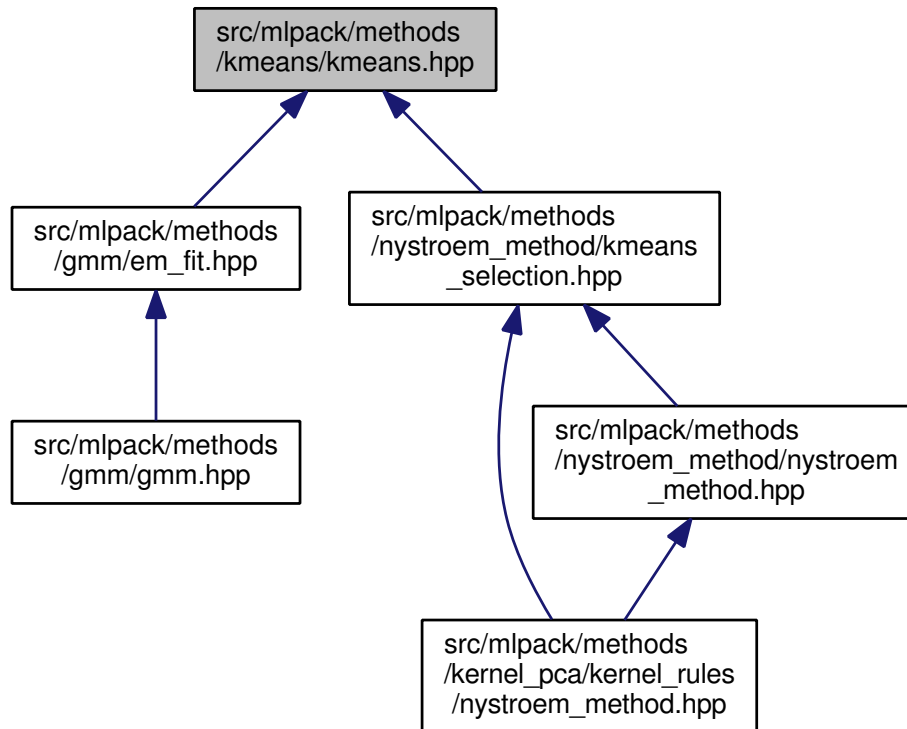 src/mlpack/methods
/kmeans/kmeans.hpp
src/mlpack/methods
/gmm/em_fit.hpp
src/mlpack/methods
/nystroem_method/kmeans
_selection.hpp
src/mlpack/methods
/gmm/gmm.hpp
src/mlpack/methods
/nystroem_method/nystroem
_method.hpp
src/mlpack/methods
/kernel_pca/kernel_rules
/nystroem_method.hpp